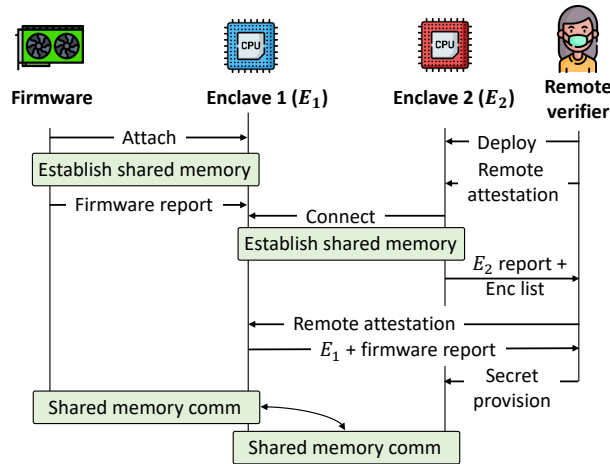 CPU
CPU
Firmware
Enclave 1 (E₁)
Enclave 2 (E₂)
Remote
verifier
Attach
Deploy
Establish shared memory
Remote
attestation
Firmware report
Connect
Establish shared memory
E₂ report +
Enc list
Remote attestation
E₁ + firmware report
Secret
provision
Shared memory comm
Shared memory comm